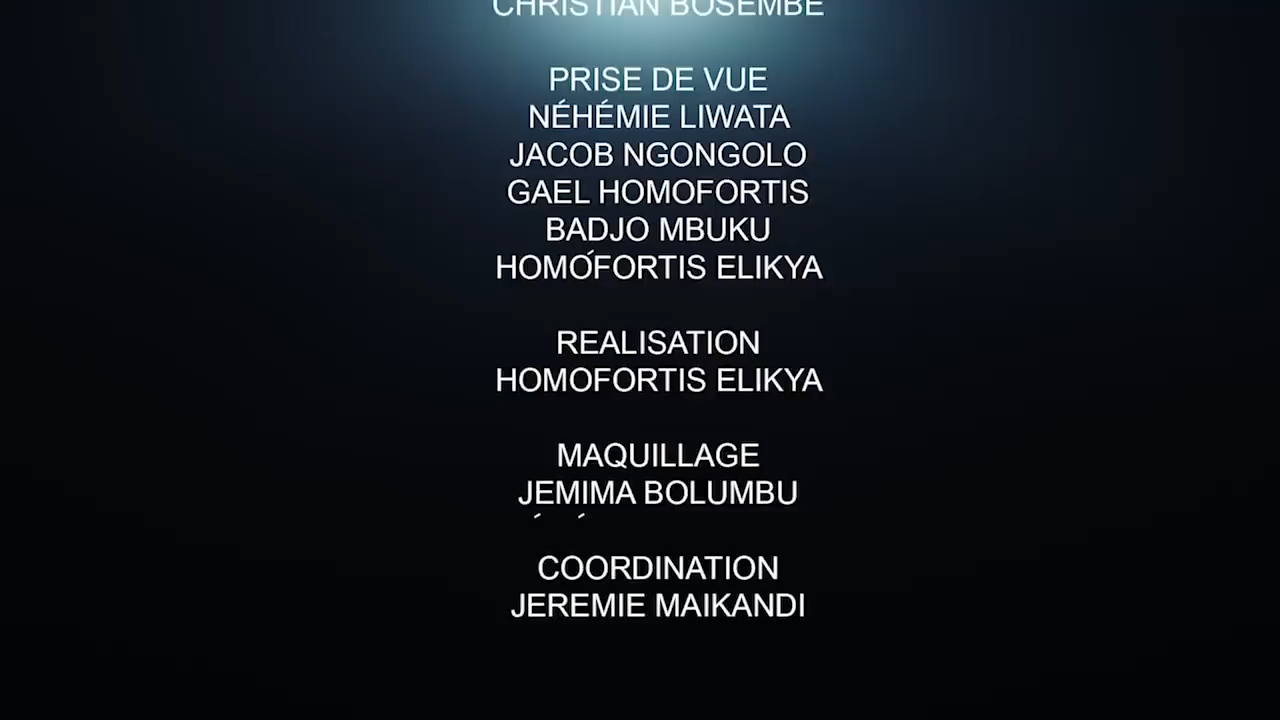 CHRISTIAN BOSEMBE
PRISE DE VUE
NÉHÉMIE LIWATA
JACOB NGONGOLO
GAEL HOMOFORTIS
BADJO MBUKU
HOMOFORTIS ELIKYA
REALISATION
HOMOFORTIS ELIKYA
MAQUILLAGE
JEMIMA BOLUMBU
COORDINATION
JEREMIE MAIKANDI